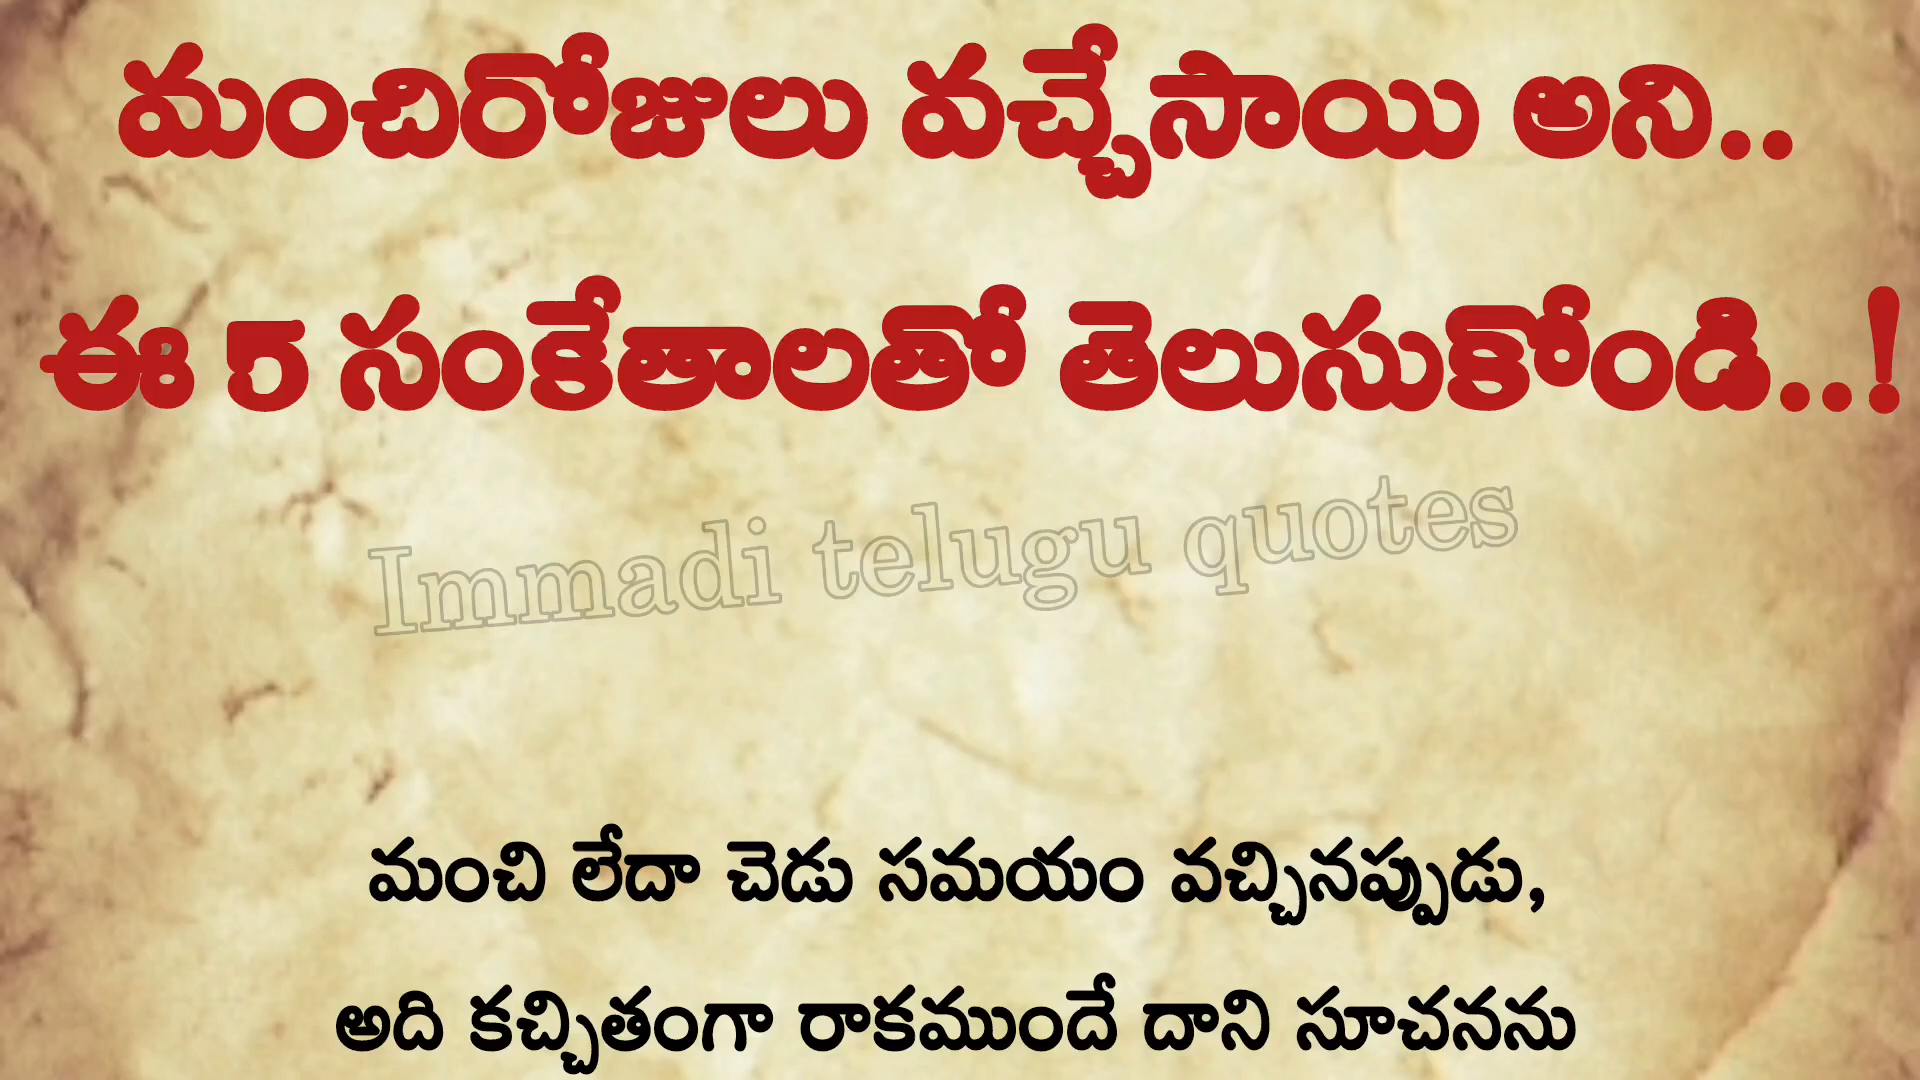 మంచిరోజులు వచ్చేసాయి అని..
ఈ 5 సంకేతాలతో తెలుసుకోండి..!
Immadi telugu quotes
మంచి లేదా చెడు సమయం వచ్చినప్పుడు,
అది కచ్చితంగా రాకముందే దాని సూచనను